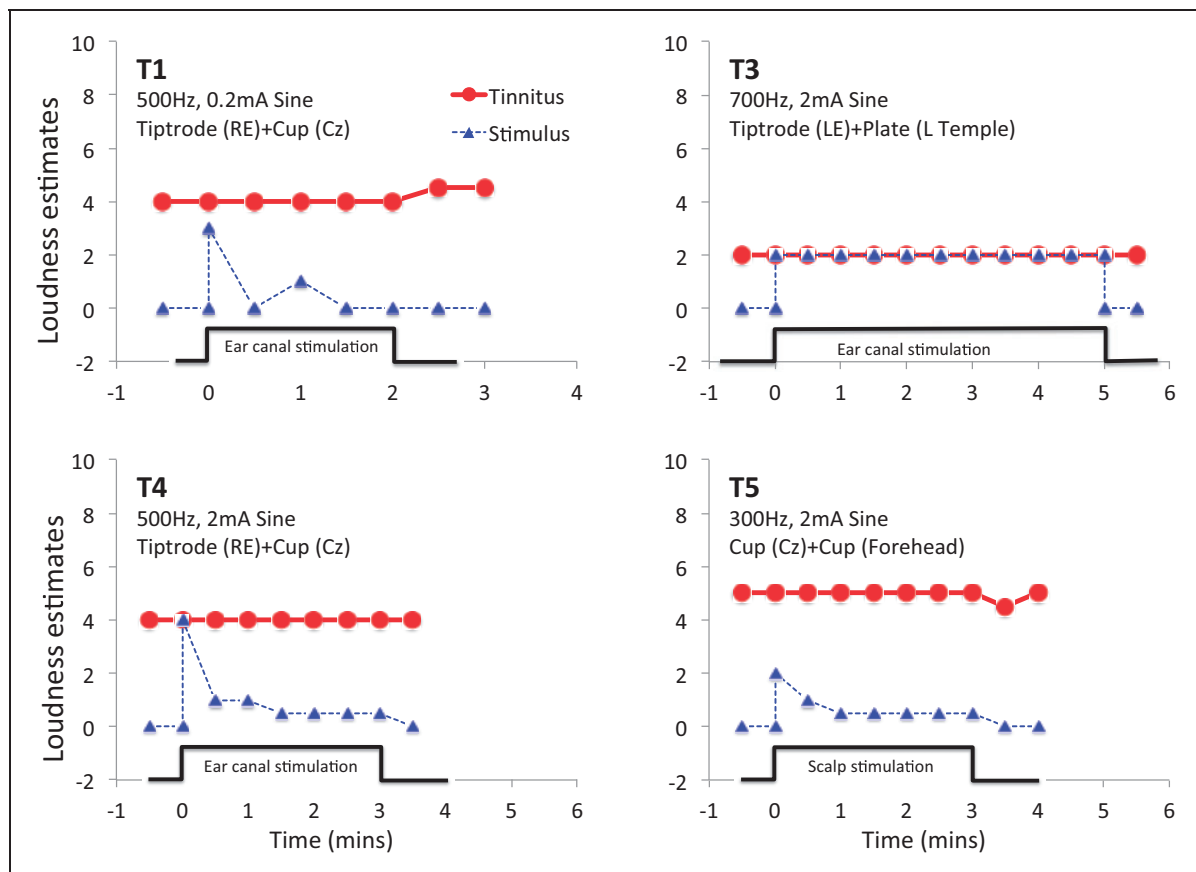 T1
500Hz, 0.2mA Sine
Tiptrode (RE)+Cup (Cz)
Tinnitus
Stimulus
Loudness estimates
10
8
6
4
2
0
-2
Ear canal stimulation
-1 0 1 2 3 4
T3
700Hz, 2mA Sine
Tiptrode (LE)+Plate (L Temple)
10
8
6
4
2
0
-2
Ear canal stimulation
-1 0 1 2 3 4 5 6
T4
500Hz, 2mA Sine
Tiptrode (RE)+Cup (Cz)
Loudness estimates
10
8
6
4
2
0
-2
Ear canal stimulation
-1 0 1 2 3 4 5 6
Time (mins)
T5
300Hz, 2mA Sine
Cup (Cz)+Cup (Forehead)
10
8
6
4
2
0
-2
Scalp stimulation
-1 0 1 2 3 4 5 6
Time (mins)